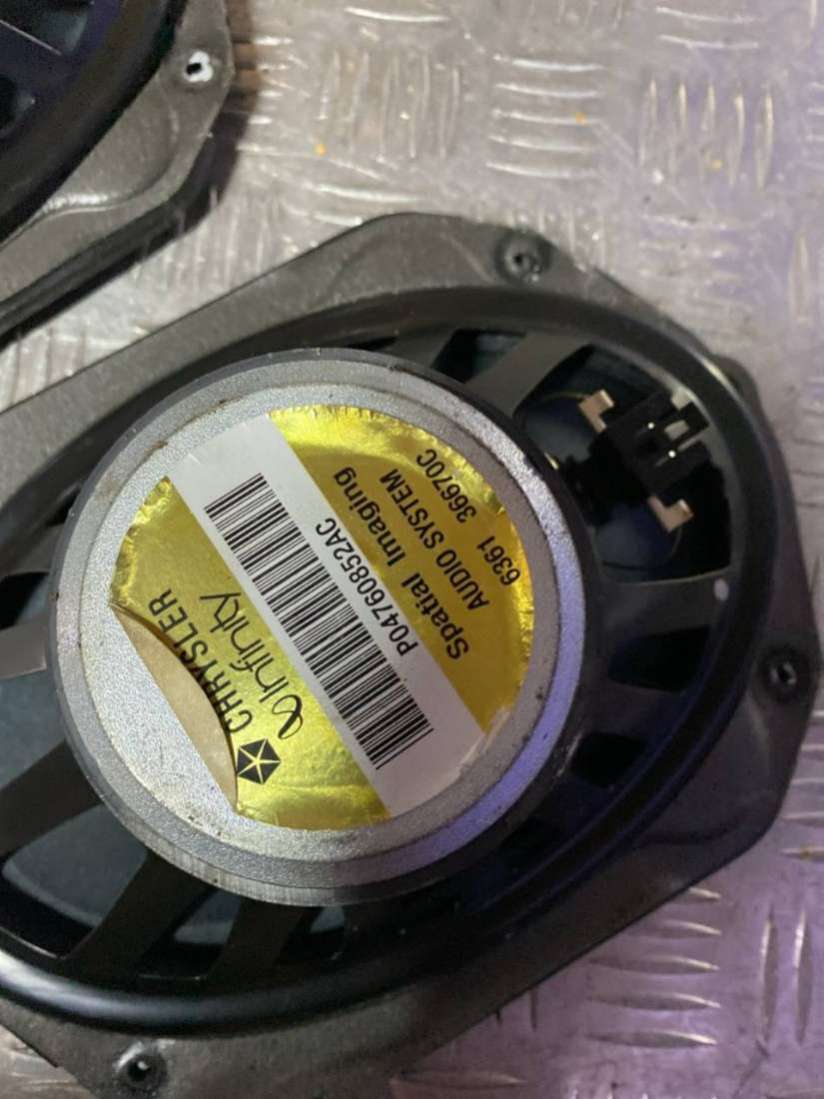 CHRYSLER
Infinity
P04760852AC
Spatial Imaging
AUDIO SYSTEM
6361 36670C